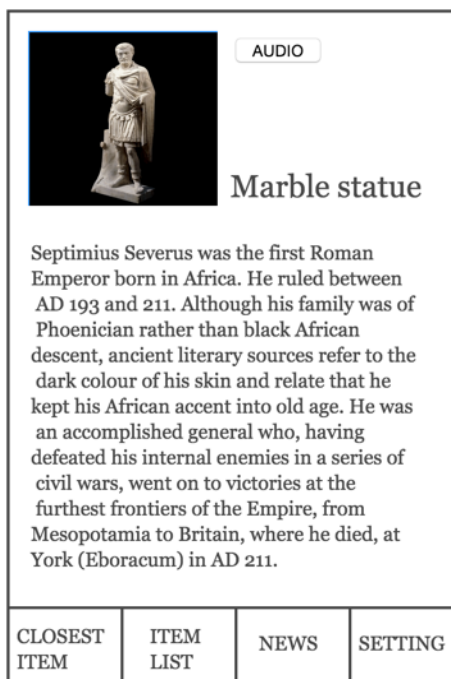 AUDIO
Marble statue
Septimius Severus was the first Roman
Emperor born in Africa. He ruled between
AD 193 and 211. Although his family was of
Phoenician rather than black African
descent, ancient literary sources refer to the
dark colour of his skin and relate that he
kept his African accent into old age. He was
an accomplished general who, having
defeated his internal enemies in a series of
civil wars, went on to victories at the
furthest frontiers of the Empire, from
Mesopotamia to Britain, where he died, at
York (Eboracum) in AD 211.
CLOSEST
ITEM
ITEM
LIST
NEWS
SETTING